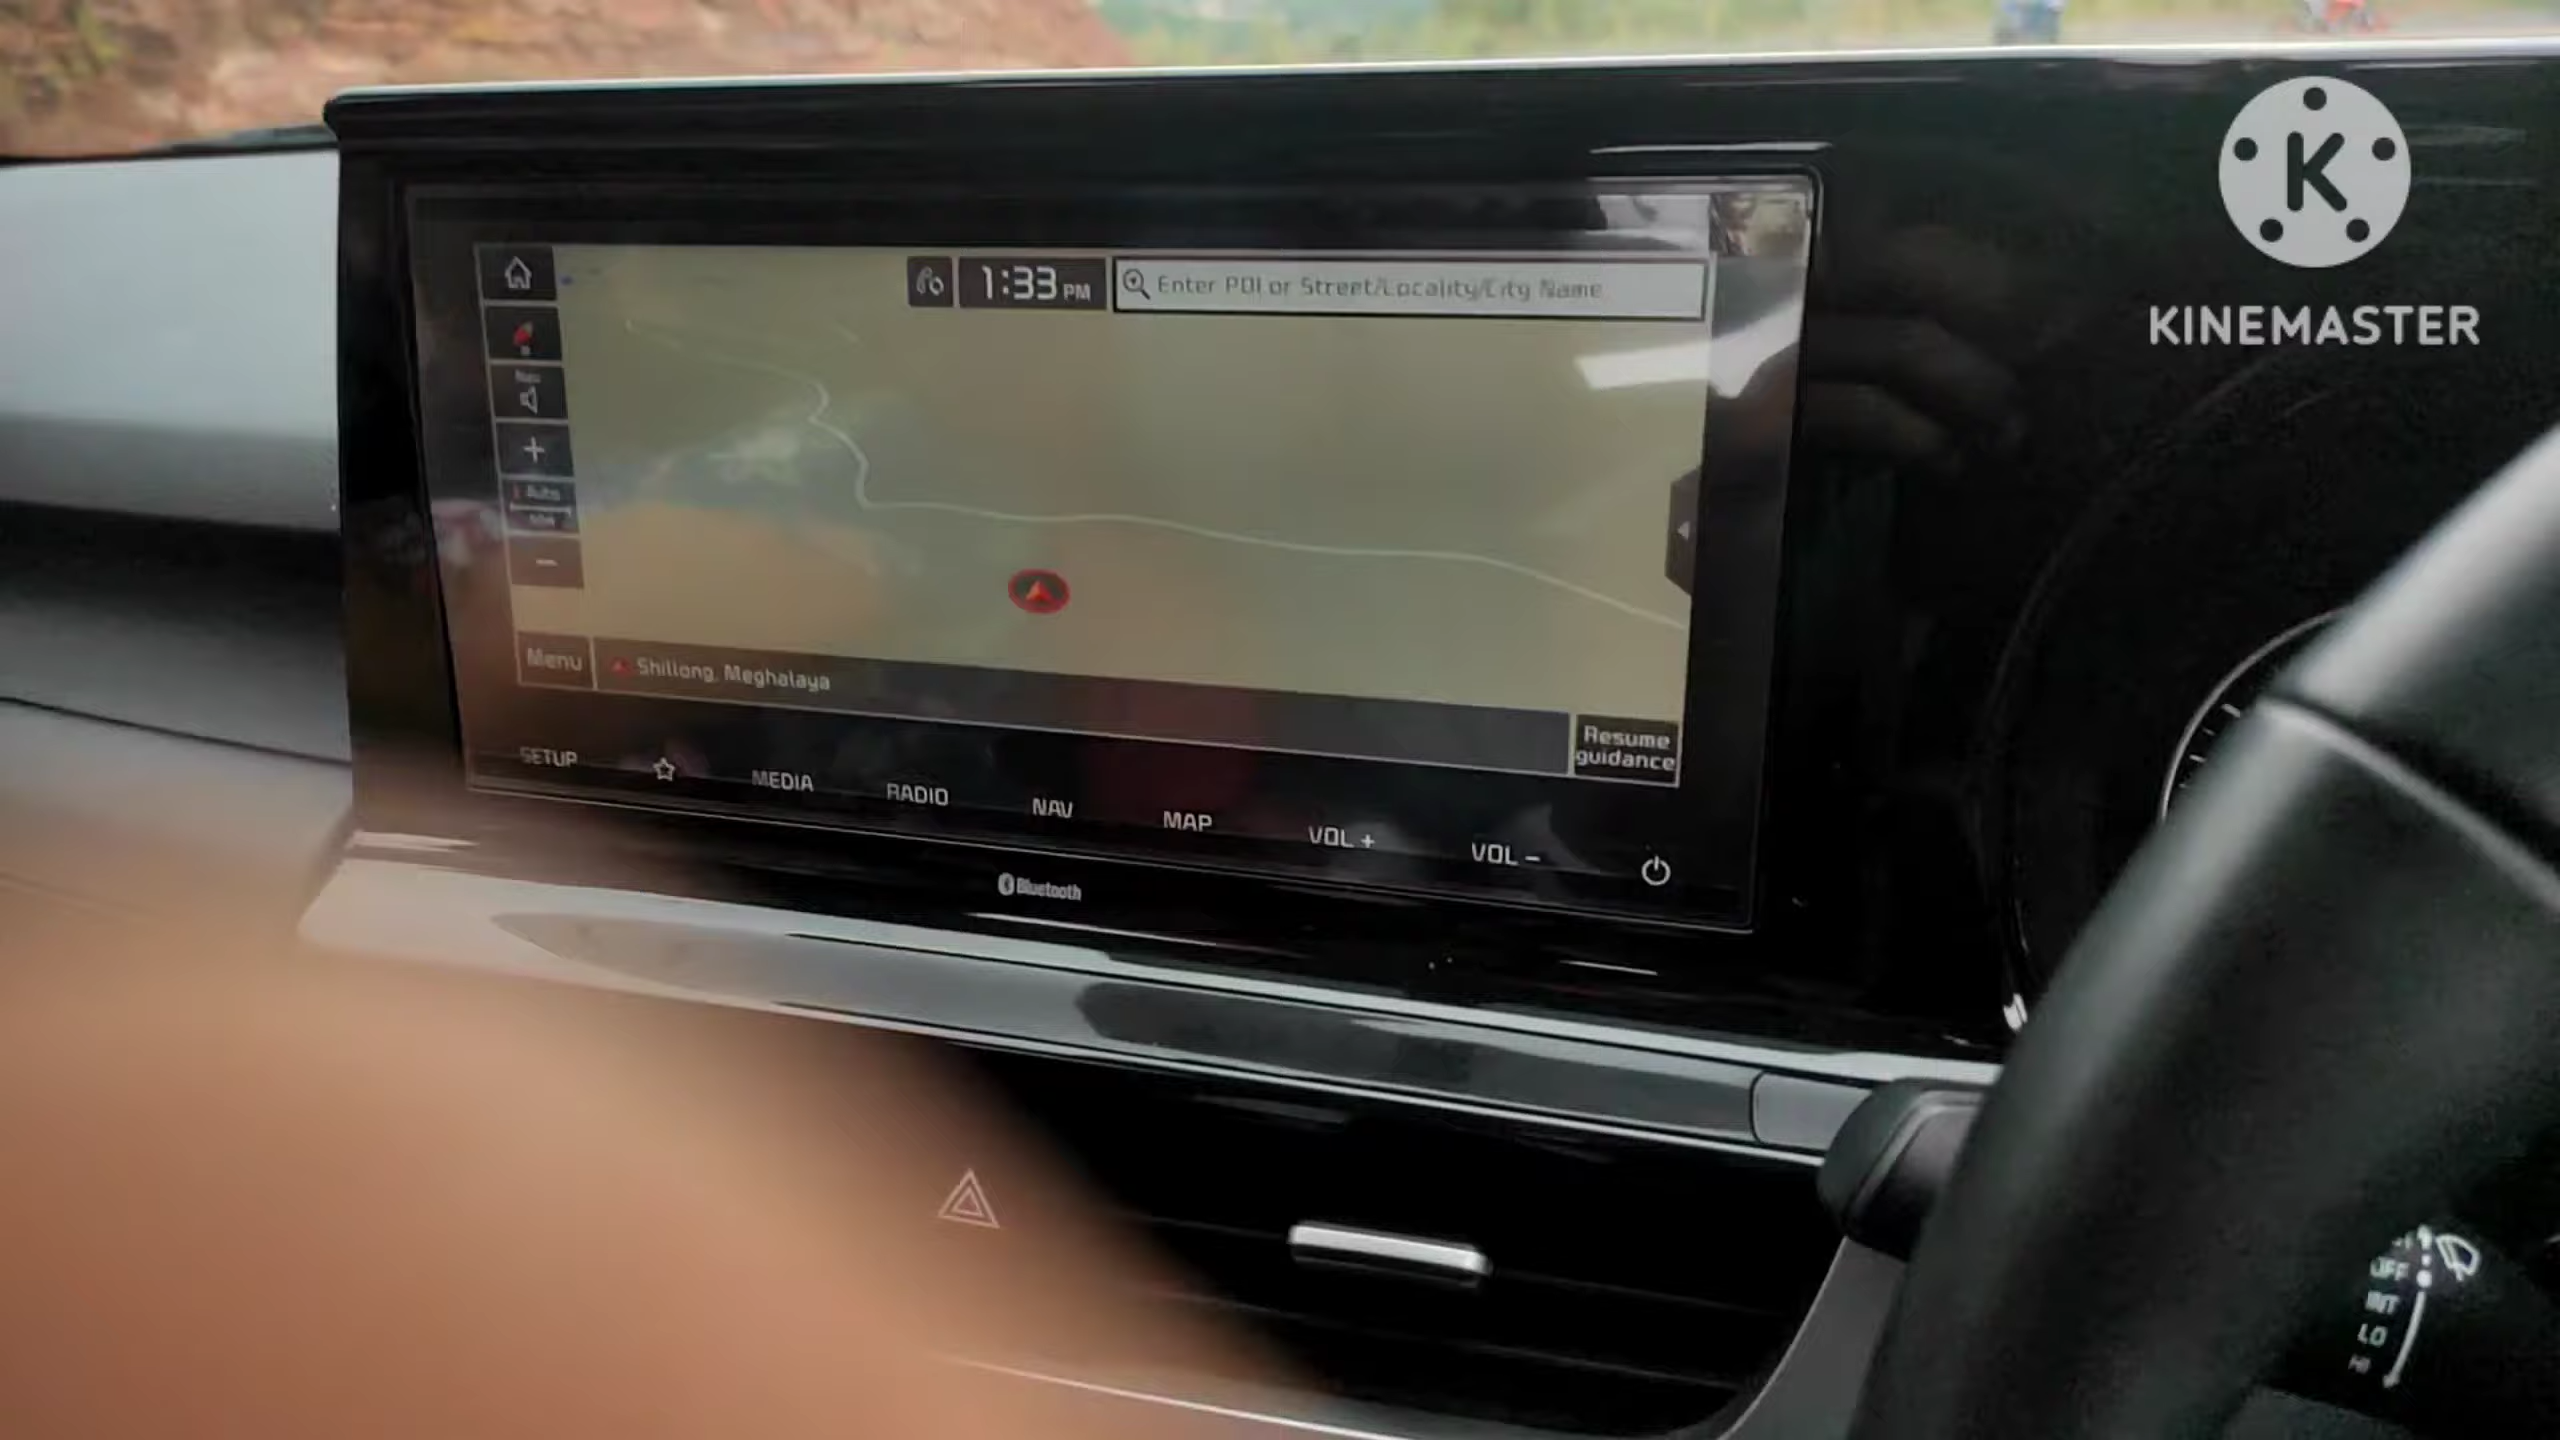 1:33 PM
Enter POI or Street/Locality/City Name
Nav
Auto
Menu
Shillong, Meghalaya
Resume
guidance
SETUP
MEDIA
RADIO
NAV
MAP
VOL +
VOL -
Bluetooth
K
KINEMASTER
OFF
INT
LO
HI